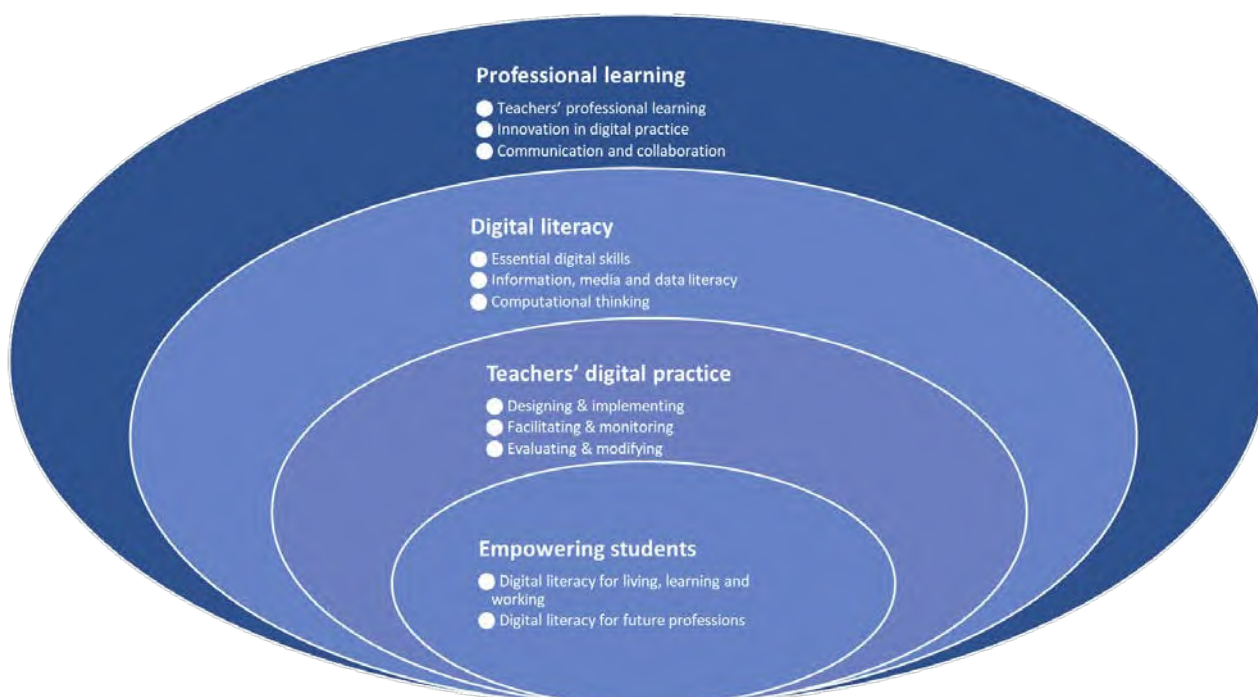 Professional learning
Teachers’ professional learning
Innovation in digital practice
Communication and collaboration
Digital literacy
Essential digital skills
Information, media and data literacy
Computational thinking
Teachers’ digital practice
Designing & implementing
Facilitating & monitoring
Evaluating & modifying
Empowering students
Digital literacy for living, learning and
working
Digital literacy for future professions